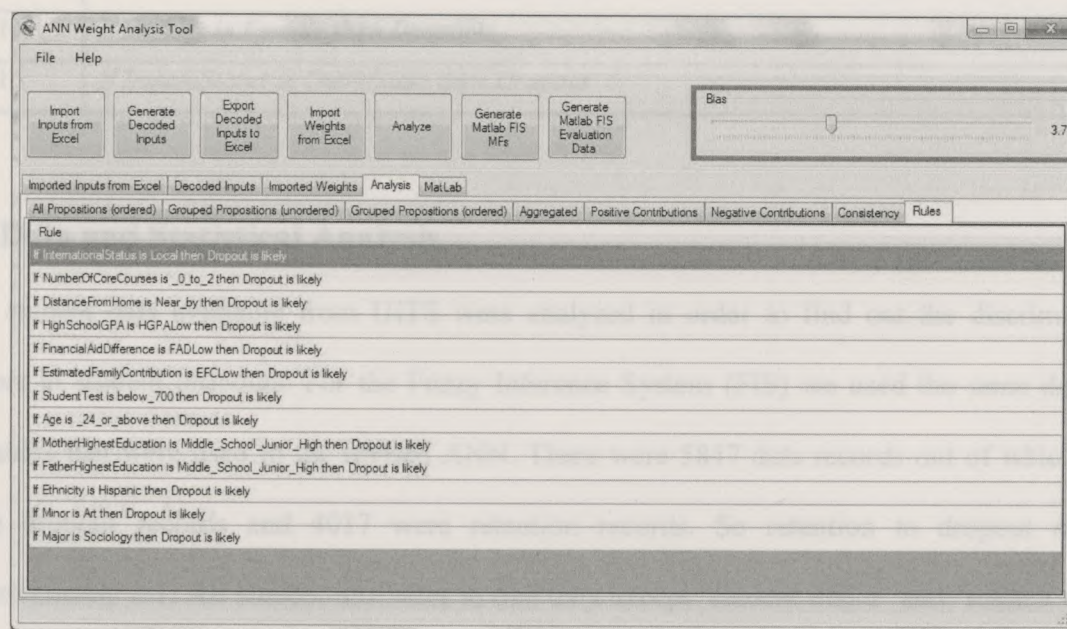 ANN Weight Analysis Tool
File Help
Import Inputs from Excel
Generate Decoded Inputs
Export Decoded Inputs to Excel
Import Weights from Excel
Analyze
Generate Matlab FIS MFs
Generate Matlab FIS Evaluation Data
Bias
3.7
Imported Inputs from Excel Decoded Inputs Imported Weights Analysis MatLab
All Propositions (ordered) Grouped Propositions (unordered) Grouped Propositions (ordered) Aggregated Positive Contributions Negative Contributions Consistency Rules
Rule
If InternationalStatus is Local then Dropout is likely
If NumberOfCoreCourses is _0_to_2 then Dropout is likely
If DistanceFromHome is Near_by then Dropout is likely
If HighSchoolGPA is HGPALow then Dropout is likely
If FinancialAidDifference is FADLow then Dropout is likely
If EstimatedFamilyContribution is EFCLow then Dropout is likely
If StudentTest is below_700 then Dropout is likely
If Age is _24_or_above then Dropout is likely
If MotherHighestEducation is Middle_School_Junior_High then Dropout is likely
If FatherHighestEducation is Middle_School_Junior_High then Dropout is likely
If Ethnicity is Hispanic then Dropout is likely
If Minor is Art then Dropout is likely
If Major is Sociology then Dropout is likely